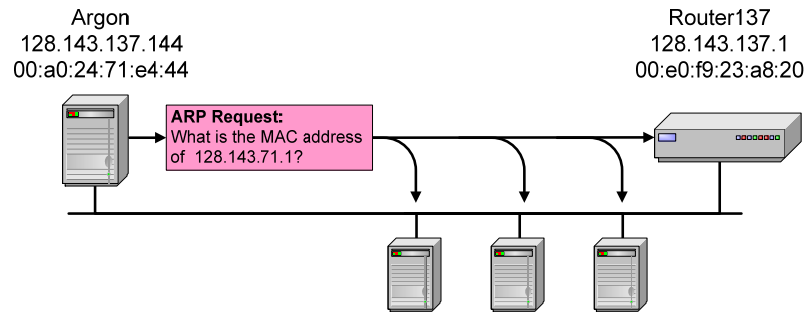 Argon
128.143.137.144
00:a0:24:71:e4:44
Router137
128.143.137.1
00:e0:f9:23:a8:20
ARP Request:
What is the MAC address
of 128.143.71.1?